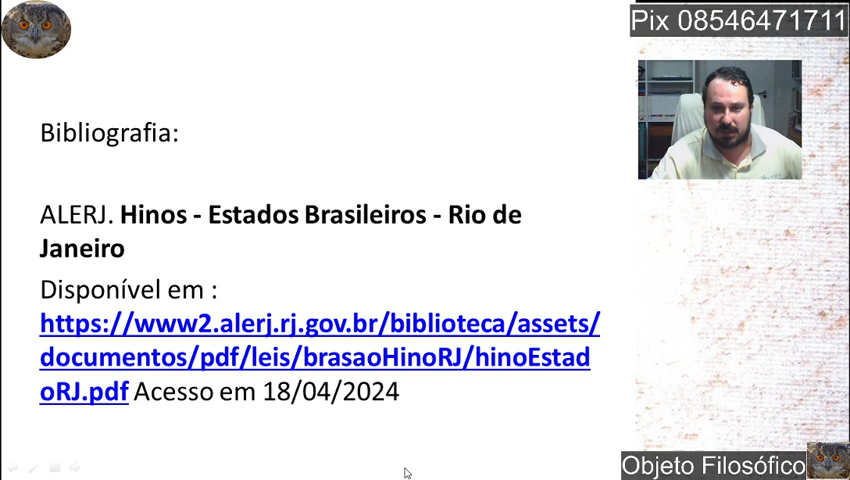 Pix 08546471711
Bibliografia:
ALERJ. Hinos - Estados Brasileiros - Rio de
Janeiro
Disponível em :
https://www2.alerj.rj.gov.br/biblioteca/assets/
documentos/pdf/leis/brasaoHinoRJ/hinoEstad
oRJ.pdf Acesso em 18/04/2024
Objeto Filosófico